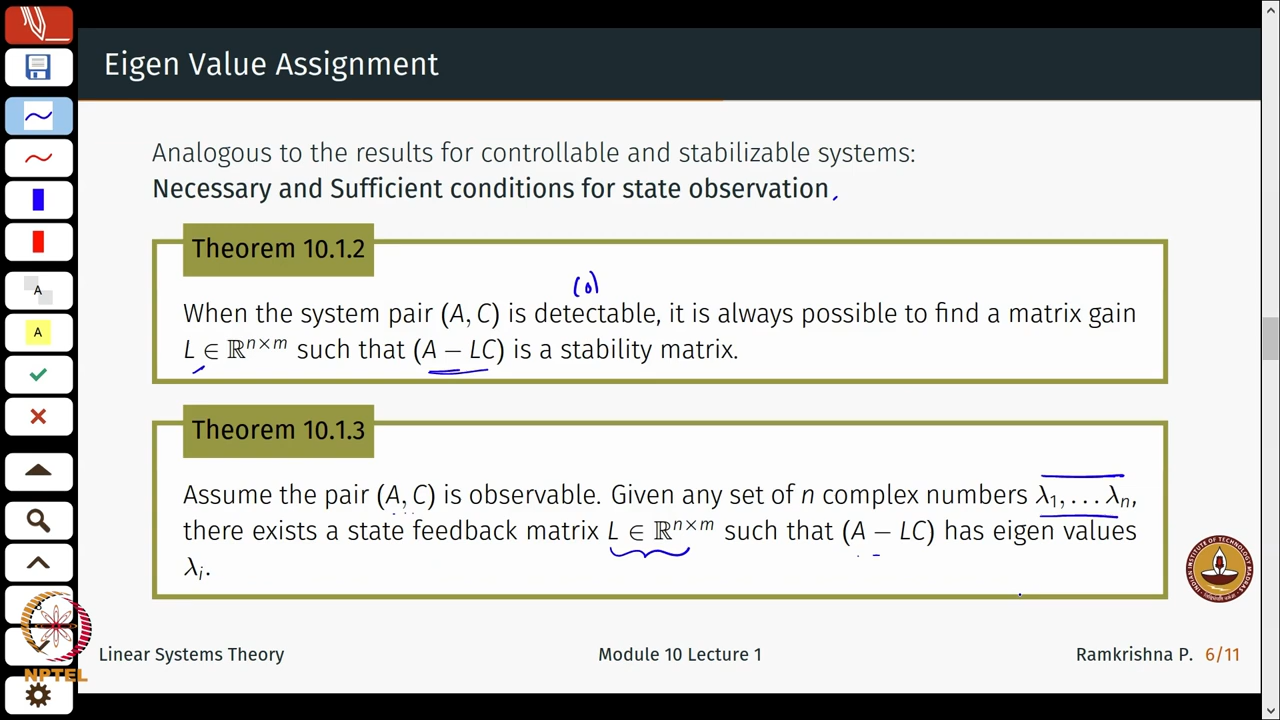 Eigen Value Assignment
Analogous to the results for controllable and stabilizable systems:
Necessary and Sufficient conditions for state observation
Theorem 10.1.2
(0)
When the system pair (A, C) is detectable, it is always possible to find a matrix gain
L ∈ ℝⁿˣᵐ such that (A − LC) is a stability matrix.
Theorem 10.1.3
Assume the pair (A, C) is observable. Given any set of n complex numbers λ₁, … λₙ,
there exists a state feedback matrix L ∈ ℝⁿˣᵐ such that (A − LC) has eigen values
λᵢ.
Linear Systems Theory
Module 10 Lecture 1
Ramkrishna P. 6/11
A
A
NPTEL